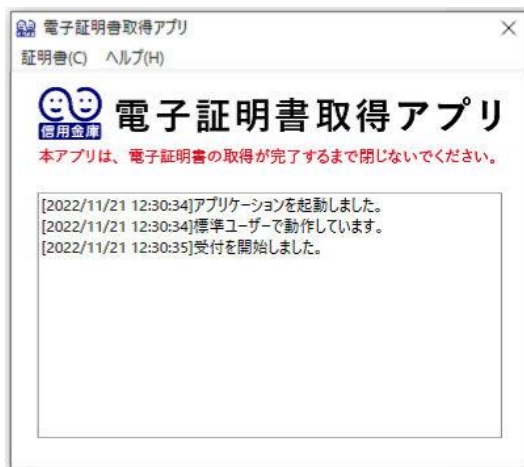 電子証明書取得アプリ
証明書(C) ヘルプ(H)
信用金庫
電子証明書取得アプリ
本アプリは、電子証明書の取得が完了するまで閉じないでください。
[2022/11/21 12:30:34]アプリケーションを起動しました。
[2022/11/21 12:30:34]標準ユーザーで動作しています。
[2022/11/21 12:30:35]受付を開始しました。